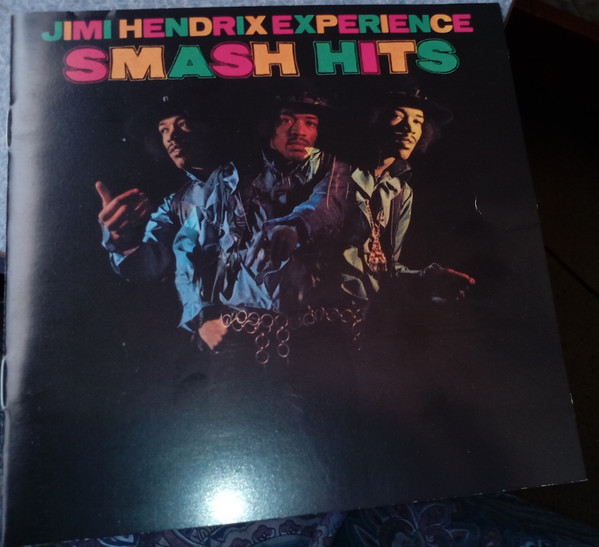 JIMI HENDRIX EXPERIENCE
SMASH HITS